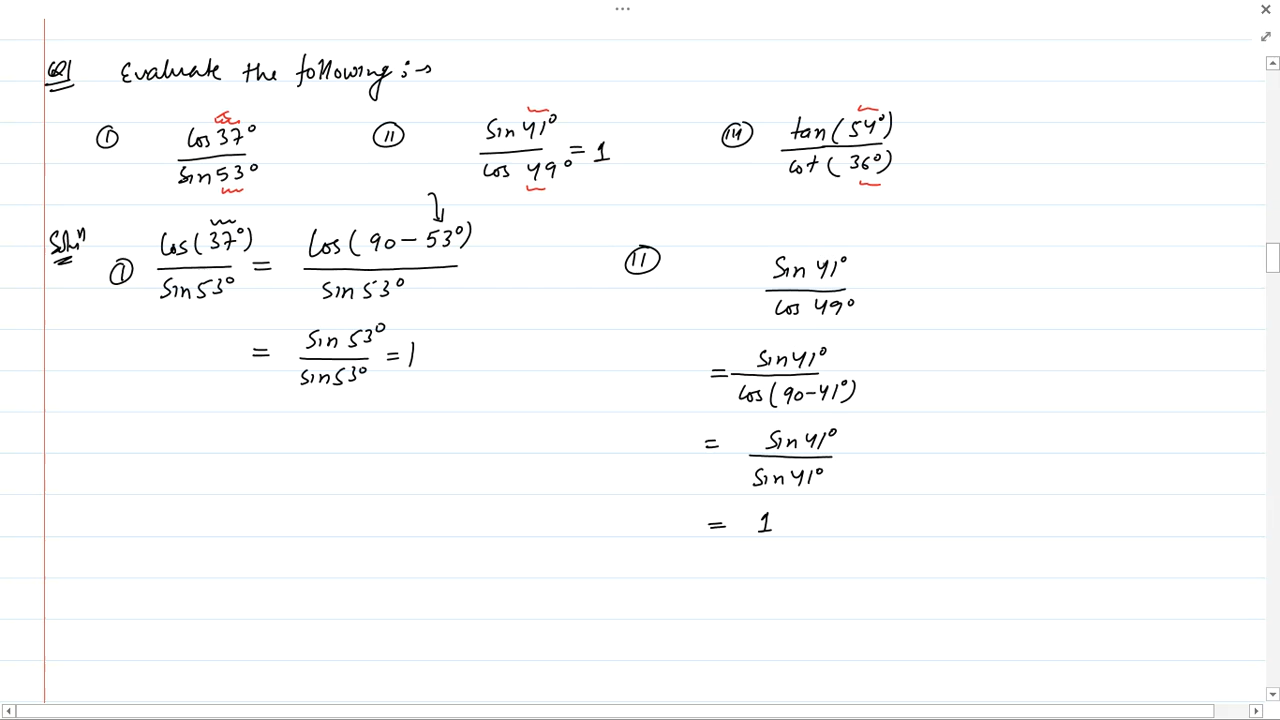 Q1 Evaluate the following :→
(i) cos 37° / sin 53° (ii) sin 41° / cos 49° = 1 (iii) tan(54°) / cot(36°)
Solⁿ (i) cos(37°) / sin 53° = cos(90 - 53°) / sin 53°
= sin 53° / sin 53° = 1
(ii) sin 41° / cos 49°
= sin 41° / cos(90 - 41°)
= sin 41° / sin 41°
= 1